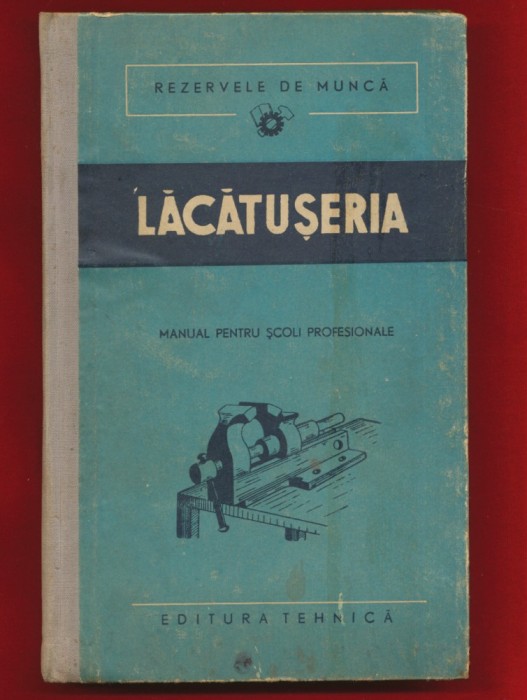 REZERVELE DE MUNCĂ
LĂCĂTUȘERIA
MANUAL PENTRU ȘCOLI PROFESIONALE
EDITURA TEHNICĂ